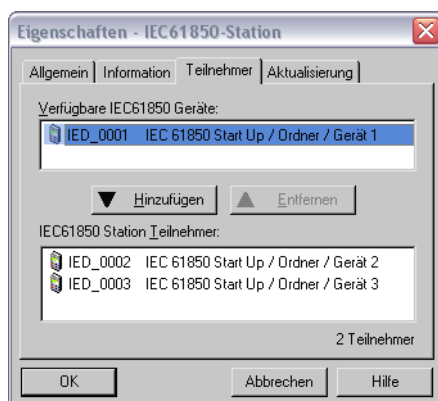 Eigenschaften - IEC61850-Station
Allgemein Information Teilnehmer Aktualisierung
Verfügbare IEC61850 Geräte:
IED_0001 IEC 61850 Start Up / Ordner / Gerät 1
Hinzufügen Entfernen
IEC61850 Station Teilnehmer:
IED_0002 IEC 61850 Start Up / Ordner / Gerät 2
IED_0003 IEC 61850 Start Up / Ordner / Gerät 3
2 Teilnehmer
OK Abbrechen Hilfe